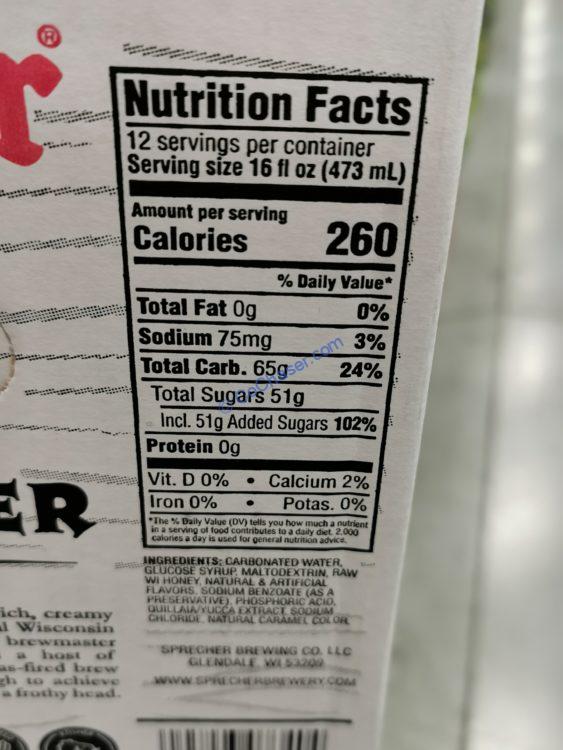 r®
Nutrition Facts
12 servings per container
Serving size 16 fl oz (473 mL)
Amount per serving
Calories 260
% Daily Value*
Total Fat 0g 0%
Sodium 75mg 3%
Total Carb. 65g 24%
Total Sugars 51g
Incl. 51g Added Sugars 102%
Protein 0g
Vit. D 0% • Calcium 2%
Iron 0% • Potas. 0%
*The % Daily Value (DV) tells you how much a nutrient
in a serving of food contributes to a daily diet. 2,000
calories a day is used for general nutrition advice.
INGREDIENTS: CARBONATED WATER,
GLUCOSE SYRUP, MALTODEXTRIN, RAW
WI HONEY, NATURAL & ARTIFICIAL
FLAVORS, SODIUM BENZOATE (AS A
PRESERVATIVE), PHOSPHORIC ACID,
QUILLAIA/YUCCA EXTRACT, SODIUM
CHLORIDE, NATURAL CARAMEL COLOR
SPRECHER BREWING CO. LLC
GLENDALE, WI 53209
WWW.SPRECHERBREWERY.COM
ER
ich, creamy
l Wisconsin
brewmaster
a host of
as-fired brew
gh to achieve
a frothy head.